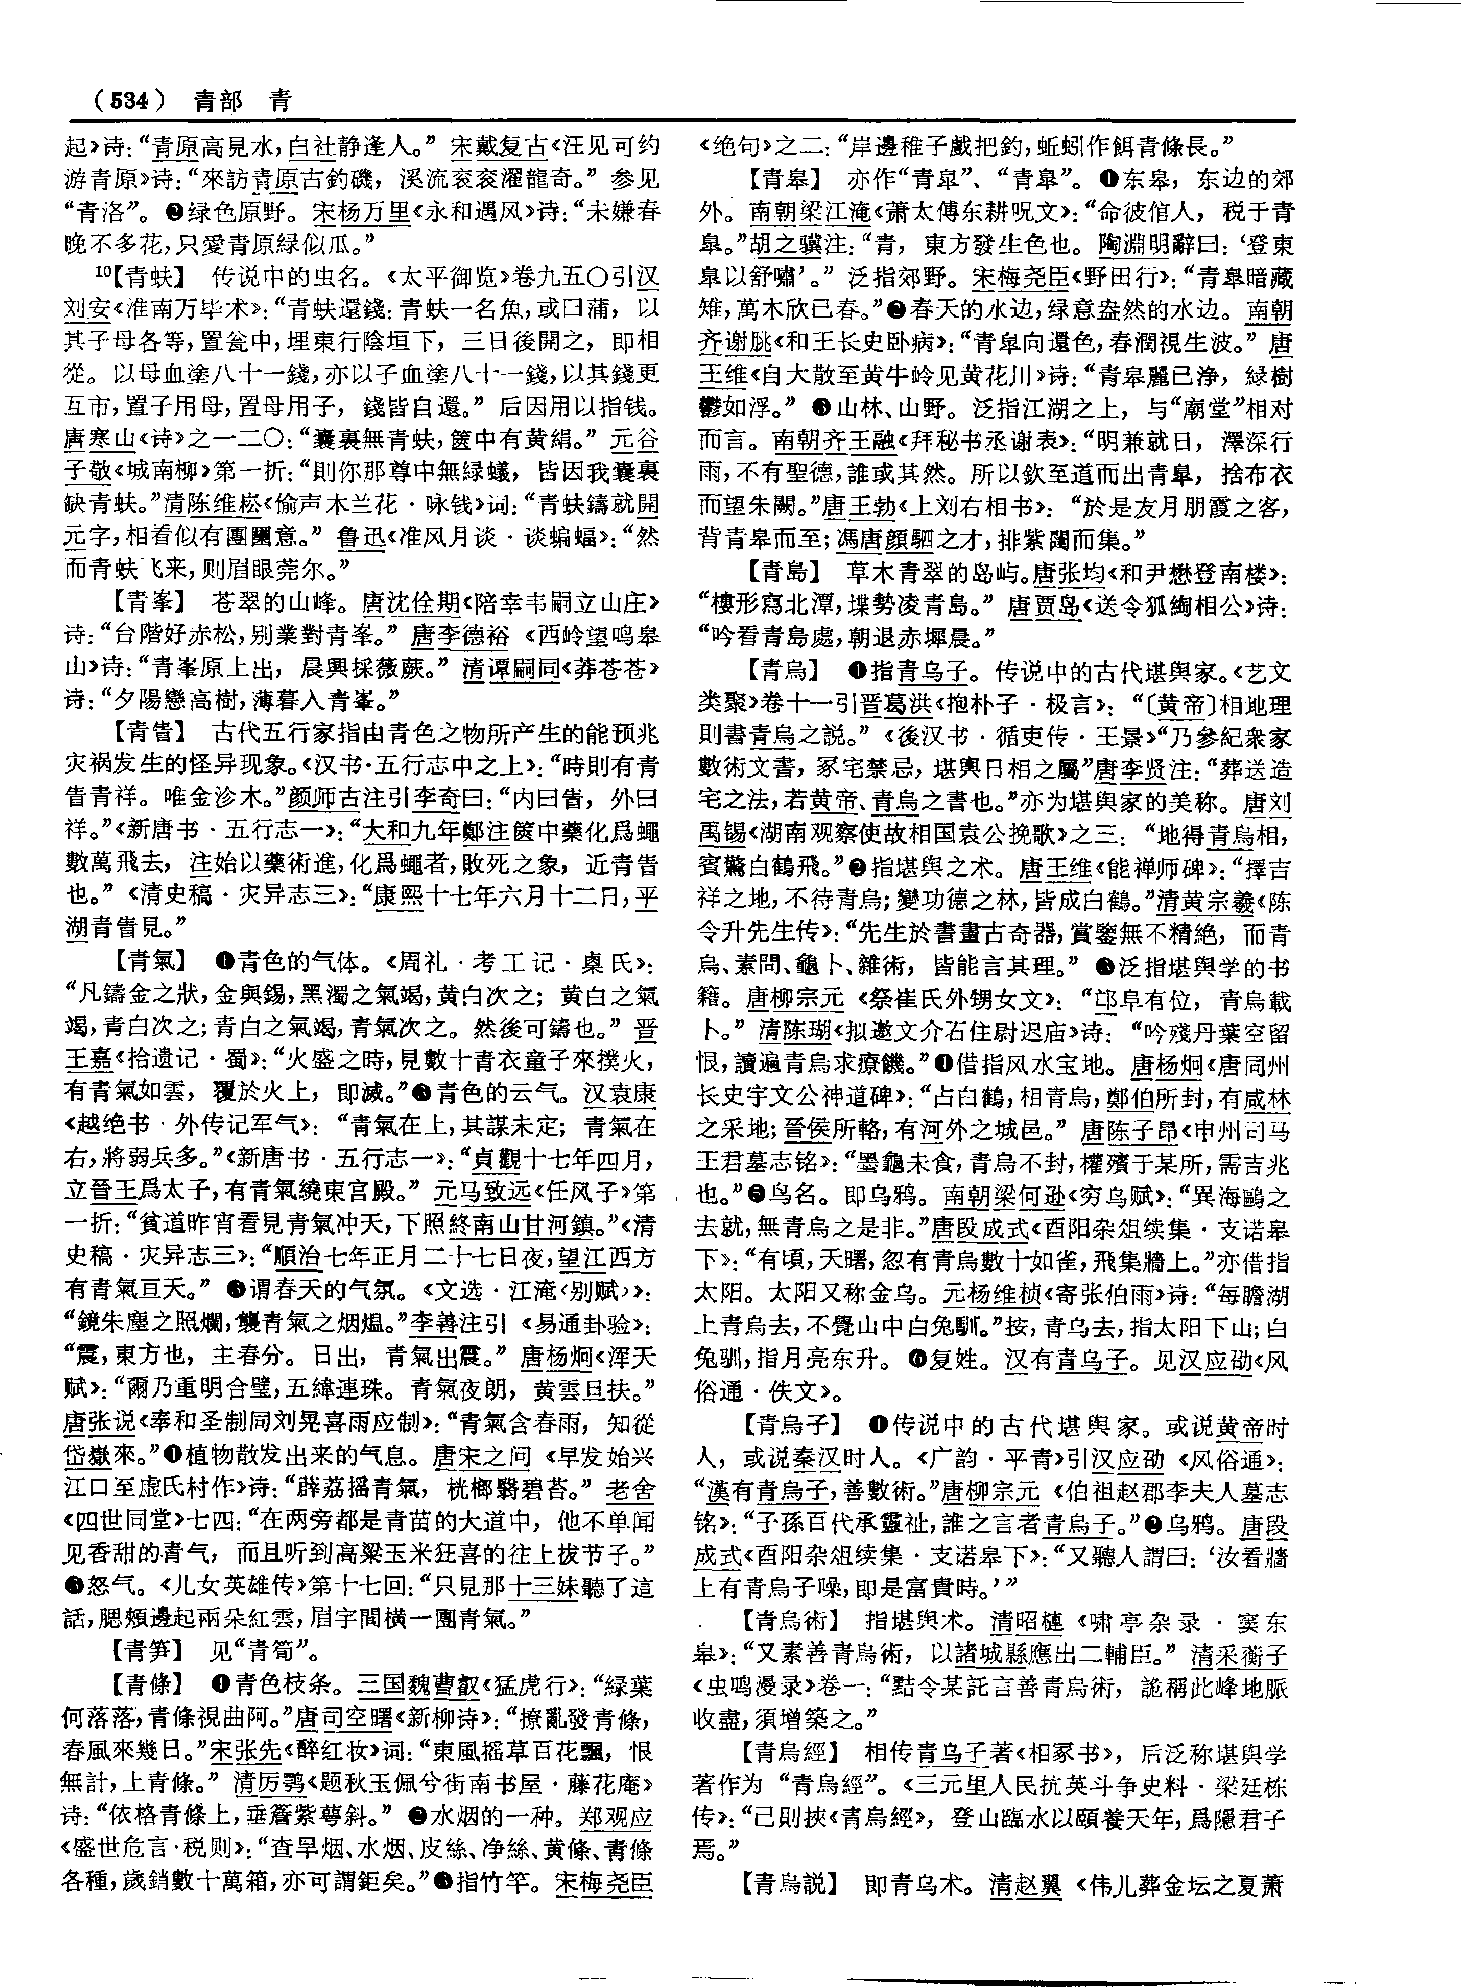 （534） 青部 青
起》诗：“青原高見水，白社静逢人。” 宋戴复古《汪见可约
游青原》诗：“來訪青原古釣磯， 溪流衮衮濯龍奇。” 参见
“青洛”。❷绿色原野。宋杨万里《永和遇风》诗：“未嫌春
晚不多花，只愛青原緑似瓜。”
10【青蚨】 传说中的虫名。《太平御览》卷九五〇引汉
刘安《淮南万毕术》：“青蚨還錢：青蚨一名魚，或曰蒲， 以
其子母各等，置瓮中，埋東行陰垣下， 三日後開之， 即相
從。以母血塗八十一錢，亦以子血塗八十一錢，以其錢更
互市，置子用母，置母用子， 錢皆自還。” 后因用以指钱。
唐寒山《诗》之一二〇：“囊裏無青蚨，篋中有黄絹。” 元谷
子敬《城南柳》第一折：“則你那尊中無緑蟻， 皆因我囊裏
缺青蚨。”清陈维崧《偷声木兰花·咏钱》词：“青蚨鑄就開
元字，相看似有團圞意。” 鲁迅《准风月谈·谈蝙蝠》：“然
而青蚨飞来，则眉眼莞尔。”
【青峯】 苍翠的山峰。唐沈佺期《陪幸韦嗣立山庄》
诗：“台階好赤松，别業對青峯。” 唐李德裕《西岭望鸣皋
山》诗：“青峯原上出， 晨興採薇蕨。” 清谭嗣同《莽苍苍》
诗：“夕陽戀高樹，薄暮入青峯。”
【青眚】 古代五行家指由青色之物所产生的能预兆
灾祸发生的怪异现象。《汉书·五行志中之上》：“時則有青
眚青祥。唯金沴木。”颜师古注引李奇曰：“内曰眚， 外曰
祥。”《新唐书·五行志一》：“大和九年鄭注篋中藥化爲蠅
數萬飛去， 注始以藥術進，化爲蠅者，敗死之象， 近青眚
也。”《清史稿·灾异志三》：“康熙十七年六月十二日，平
湖青眚見。”
【青氣】 ❶青色的气体。《周礼·考工记·㮚氏》：
“凡鑄金之狀，金與錫，黑濁之氣竭，黄白次之； 黄白之氣
竭，青白次之；青白之氣竭，青氣次之。然後可鑄也。” 晋
王嘉《拾遗记·蜀》：“火盛之時，見數十青衣童子來撲火，
有青氣如雲， 覆於火上， 即滅。”❷青色的云气。汉袁康
《越绝书·外传记军气》： “青氣在上，其謀未定； 青氣在
右，將弱兵多。”《新唐书·五行志一》：“貞觀十七年四月，
立晉王爲太子，有青氣繞東宫殿。” 元马致远《任风子》第
一折：“貧道昨宵看見青氣冲天，下照終南山甘河鎮。”《清
史稿·灾异志三》：“順治七年正月二十七日夜，望江西方
有青氣亘天。” ❸谓春天的气氛。《文选·江淹〈别赋〉》：
“鏡朱塵之照爛，襲青氣之烟煴。”李善注引《易通卦验》：
“震，東方也， 主春分。日出， 青氣出震。” 唐杨炯《浑天
赋》：“爾乃重明合璧，五緯連珠。青氣夜朗， 黄雲旦扶。”
唐张说《奉和圣制同刘晃喜雨应制》：“青氣含春雨， 知從
岱嶽來。”❹植物散发出来的气息。唐宋之问《早发始兴
江口至虚氏村作》诗：“薜荔摇青氣， 桄榔翳碧苔。” 老舍
《四世同堂》七四：“在两旁都是青苗的大道中， 他不单闻
见香甜的青气， 而且听到高粱玉米狂喜的往上拔节子。”
❺怒气。《儿女英雄传》第十七回：“只見那十三妹聽了這
話，腮頰邊起兩朵紅雲，眉宇間横一團青氣。”
【青笋】 见“青筍”。
【青條】 ❶青色枝条。三国魏曹叡《猛虎行》：“緑葉
何落落，青條視曲阿。”唐司空曙《新柳诗》：“撩亂發青條，
春風來幾日。”宋张先《醉红妆》词：“東風摇草百花飄， 恨
無計，上青條。” 清厉鹗《题秋玉佩兮街南书屋·藤花庵》
诗：“依格青條上，垂簷紫萼斜。” ❷水烟的一种。郑观应
《盛世危言·税则》：“查旱烟、水烟、皮絲、净絲、黄條、青條
各種，歲銷數十萬箱，亦可謂鉅矣。”❸指竹竿。宋梅尧臣
《绝句》之二：“岸邊稚子戲把釣，蚯蚓作餌青條長。”
【青皋】 亦作“青臯”、“青皐”。❶东皋， 东边的郊
外。南朝梁江淹《萧太傅东耕呪文》：“命彼倌人， 税于青
皐。”胡之骥注：“青， 東方發生色也。陶淵明辭曰：‘登東
皐以舒嘯’。” 泛指郊野。宋梅尧臣《野田行》：“青皐暗藏
雉，萬木欣已春。”❷春天的水边，绿意盎然的水边。南朝
齐谢朓《和王长史卧病》：“青皐向還色，春潤視生波。” 唐
王维《自大散至黄牛岭见黄花川》诗：“青皋麗已净， 緑樹
鬱如浮。” ❸山林、山野。泛指江湖之上， 与“廟堂”相对
而言。南朝齐王融《拜秘书丞谢表》：“明兼就日， 澤深行
雨，不有聖德，誰或其然。所以欽至道而出青皐， 捨布衣
而望朱闕。”唐王勃《上刘右相书》： “於是友月朋霞之客，
背青皋而至；馮唐顔駟之才，排紫闥而集。”
【青島】 草木青翠的岛屿。唐张均《和尹懋登南楼》：
“樓形寫北潭，堞勢凌青島。” 唐贾岛《送令狐绹相公》诗：
“吟看青島處，朝退赤墀晨。”
【青烏】 ❶指青乌子。传说中的古代堪舆家。《艺文
类聚》卷十一引晋葛洪《抱朴子·极言》： “〔黄帝〕相地理
則書青烏之説。” 《後汉书·循吏传·王景》“乃參紀衆家
數術文書， 冢宅禁忌，堪輿日相之屬”唐李贤注：“葬送造
宅之法，若黄帝、青烏之書也。”亦为堪舆家的美称。唐刘
禹锡《湖南观察使故相国袁公挽歌》之三： “地得青烏相，
賓驚白鶴飛。”❷指堪舆之术。唐王维《能禅师碑》：“擇吉
祥之地，不待青烏；變功德之林，皆成白鶴。”清黄宗羲《陈
令升先生传》：“先生於書畫古奇器，賞鑒無不精絶， 而青
烏、素問、龜卜、雜術， 皆能言其理。” ❸泛指堪舆学的书
籍。唐柳宗元《祭崔氏外甥女文》： “邙阜有位， 青烏載
卜。” 清陈瑚《拟邀文介石住尉迟庙》诗： “吟殘丹葉空留
恨，讀遍青烏求療饑。”❹借指风水宝地。唐杨炯《唐同州
长史宇文公神道碑》：“占白鶴，相青烏，鄭伯所封，有咸林
之采地；晉侯所輅，有河外之城邑。” 唐陈子昂《申州司马
王君墓志铭》：“墨龜未食，青烏不封，權殯于某所，需吉兆
也。”❺鸟名。即乌鸦。南朝梁何逊《穷乌赋》：“異海鷗之
去就，無青烏之是非。”唐段成式《酉阳杂俎续集·支诺皋
下》：“有頃，天曙，忽有青烏數十如雀，飛集牆上。”亦借指
太阳。太阳又称金乌。元杨维桢《寄张伯雨》诗：“每瞻湖
上青烏去，不覺山中白兔馴。”按，青乌去，指太阳下山；白
兔驯，指月亮东升。❻复姓。汉有青乌子。见汉应劭《风
俗通·佚文》。
【青烏子】 ❶传说中的古代堪舆家。或说黄帝时
人， 或说秦汉时人。《广韵·平青》引汉应劭《风俗通》：
“漢有青烏子，善數術。”唐柳宗元《伯祖赵郡李夫人墓志
铭》：“子孫百代承靈祉，誰之言者青烏子。”❷乌鸦。唐段
成式《酉阳杂俎续集·支诺皋下》：“又聽人謂曰：‘汝看牆
上有青烏子噪，即是富貴時。’”
【青烏術】 指堪舆术。清昭槤《啸亭杂录·窦东
皋》：“又素善青烏術， 以諸城縣應出二輔臣。” 清采蘅子
《虫鸣漫录》卷一：“黠令某託言善青烏術， 詭稱此峰地脈
收盡，須增築之。”
【青烏經】 相传青乌子著《相冢书》， 后泛称堪舆学
著作为 “青烏經”。《三元里人民抗英斗争史料·梁廷栋
传》：“己則挾《青烏經》， 登山臨水以頤養天年，爲隱君子
焉。”
【青烏説】 即青乌术。清赵翼《伟儿葬金坛之夏萧